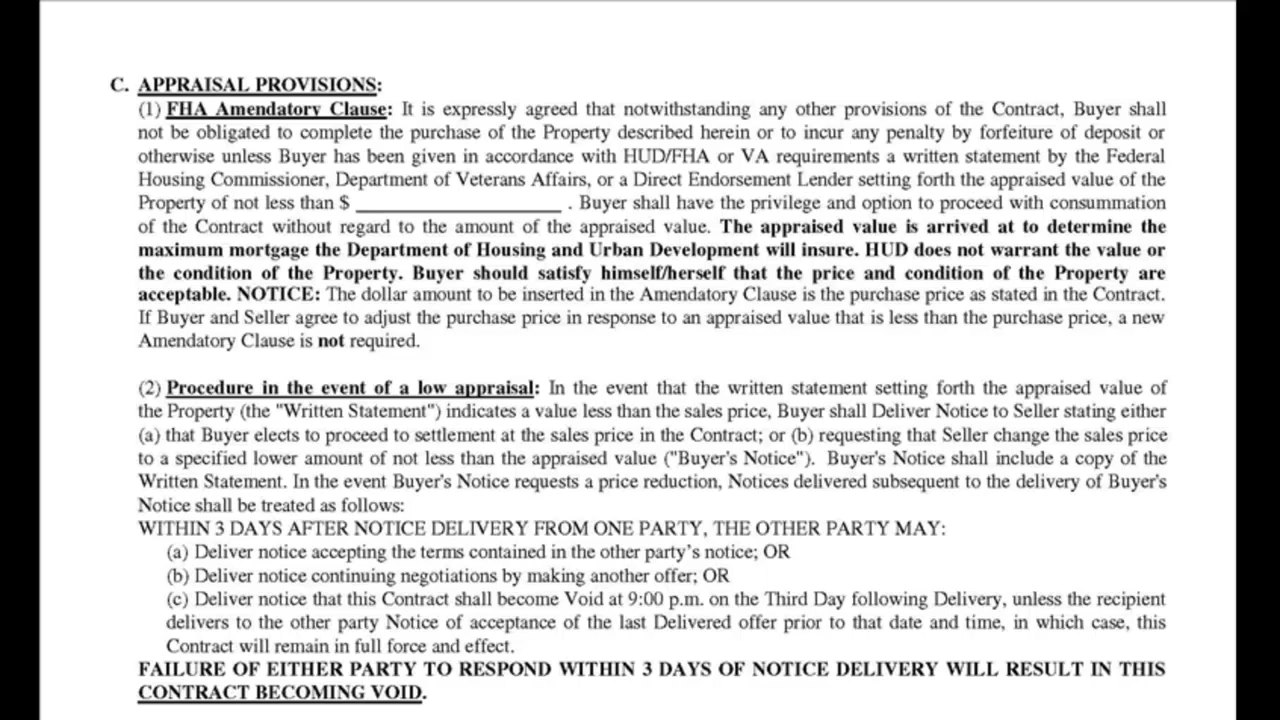 C. APPRAISAL PROVISIONS:
(1) FHA Amendatory Clause: It is expressly agreed that notwithstanding any other provisions of the Contract, Buyer shall
not be obligated to complete the purchase of the Property described herein or to incur any penalty by forfeiture of deposit or
otherwise unless Buyer has been given in accordance with HUD/FHA or VA requirements a written statement by the Federal
Housing Commissioner, Department of Veterans Affairs, or a Direct Endorsement Lender setting forth the appraised value of the
Property of not less than $ ____________________ . Buyer shall have the privilege and option to proceed with consummation
of the Contract without regard to the amount of the appraised value. The appraised value is arrived at to determine the
maximum mortgage the Department of Housing and Urban Development will insure. HUD does not warrant the value or
the condition of the Property. Buyer should satisfy himself/herself that the price and condition of the Property are
acceptable. NOTICE: The dollar amount to be inserted in the Amendatory Clause is the purchase price as stated in the Contract.
If Buyer and Seller agree to adjust the purchase price in response to an appraised value that is less than the purchase price, a new
Amendatory Clause is not required.
(2) Procedure in the event of a low appraisal: In the event that the written statement setting forth the appraised value of
the Property (the "Written Statement") indicates a value less than the sales price, Buyer shall Deliver Notice to Seller stating either
(a) that Buyer elects to proceed to settlement at the sales price in the Contract; or (b) requesting that Seller change the sales price
to a specified lower amount of not less than the appraised value ("Buyer's Notice"). Buyer's Notice shall include a copy of the
Written Statement. In the event Buyer's Notice requests a price reduction, Notices delivered subsequent to the delivery of Buyer's
Notice shall be treated as follows:
WITHIN 3 DAYS AFTER NOTICE DELIVERY FROM ONE PARTY, THE OTHER PARTY MAY:
(a) Deliver notice accepting the terms contained in the other party's notice; OR
(b) Deliver notice continuing negotiations by making another offer; OR
(c) Deliver notice that this Contract shall become Void at 9:00 p.m. on the Third Day following Delivery, unless the recipient
delivers to the other party Notice of acceptance of the last Delivered offer prior to that date and time, in which case, this
Contract will remain in full force and effect.
FAILURE OF EITHER PARTY TO RESPOND WITHIN 3 DAYS OF NOTICE DELIVERY WILL RESULT IN THIS
CONTRACT BECOMING VOID.